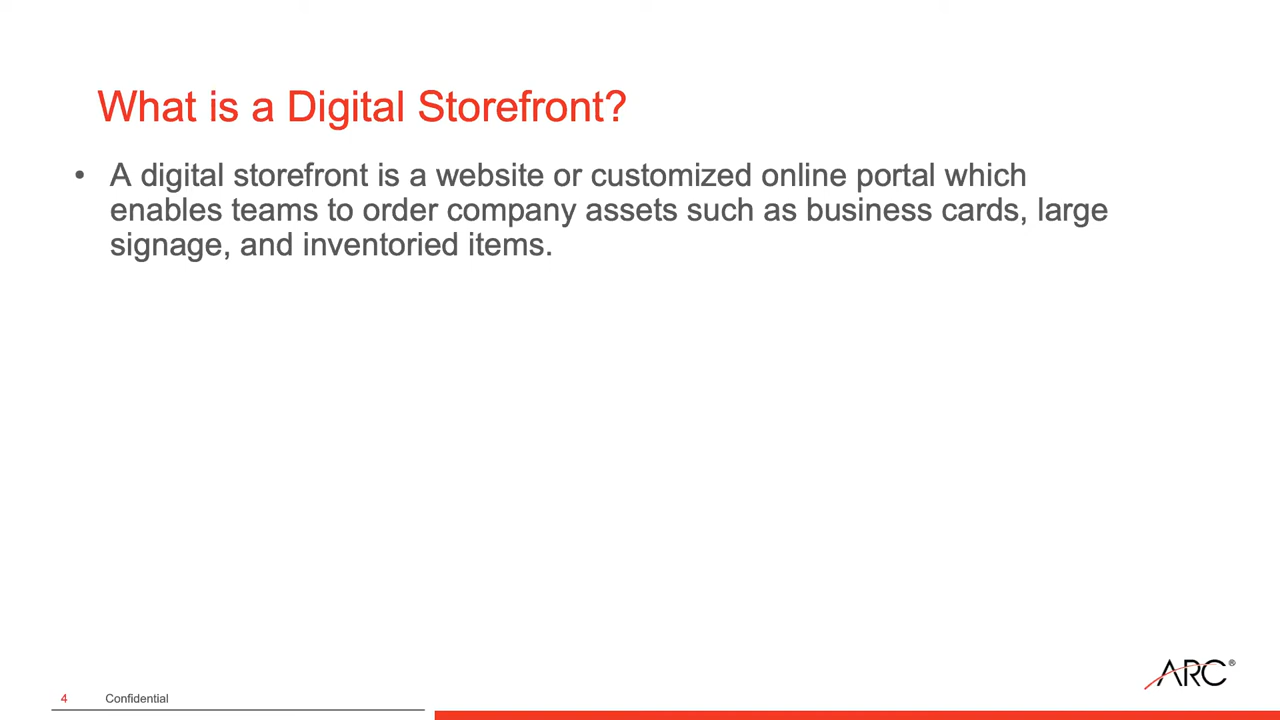 What is a Digital Storefront?
• A digital storefront is a website or customized online portal which
enables teams to order company assets such as business cards, large
signage, and inventoried items.
ARC®
4 Confidential